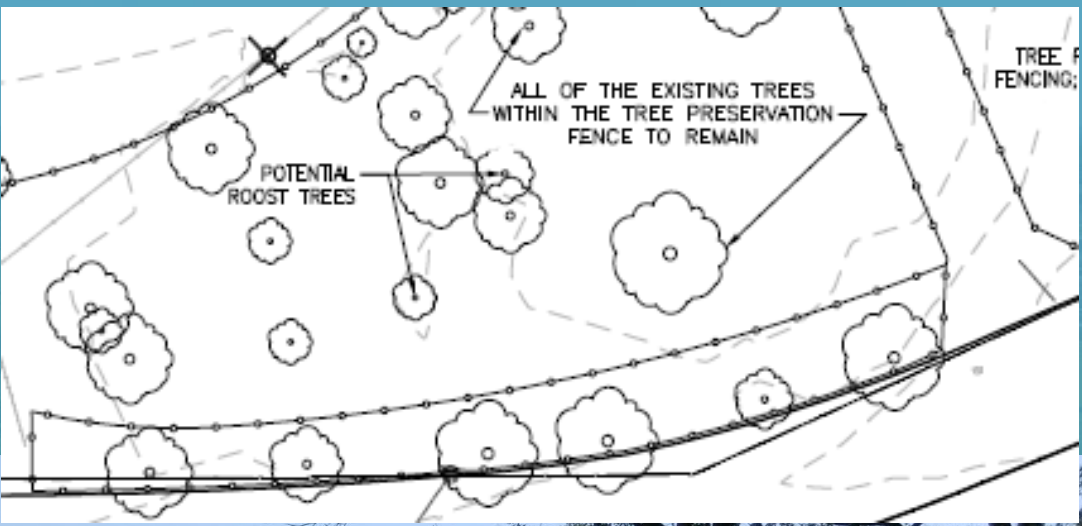 ALL OF THE EXISTING TREES
WITHIN THE TREE PRESERVATION
FENCE TO REMAIN
POTENTIAL
ROOST TREES
TREE
FENCING;